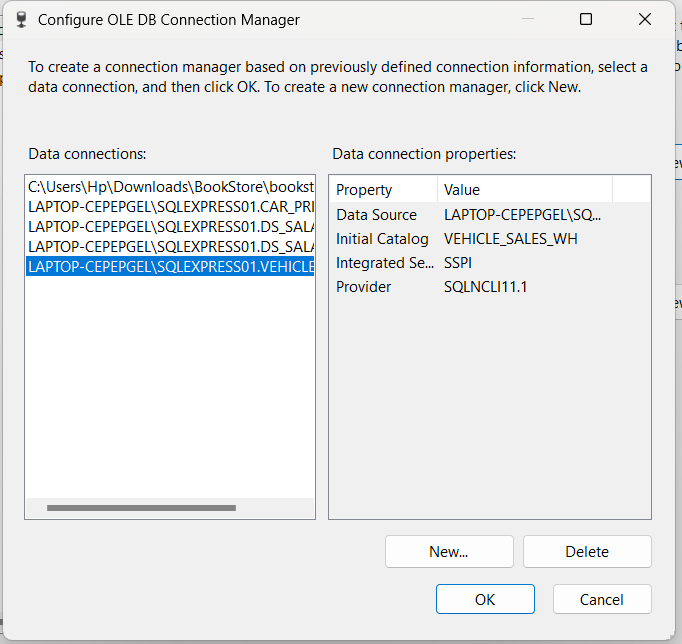 Configure OLE DB Connection Manager
To create a connection manager based on previously defined connection information, select a
data connection, and then click OK. To create a new connection manager, click New.
Data connections:
C:\Users\Hp\Downloads\BookStore\bookst
LAPTOP-CEPEPGEL\SQLEXPRESS01.CAR_PRI
LAPTOP-CEPEPGEL\SQLEXPRESS01.DS_SALA
LAPTOP-CEPEPGEL\SQLEXPRESS01.DS_SALA
LAPTOP-CEPEPGEL\SQLEXPRESS01.VEHICLE
Data connection properties:
Property Value
Data Source LAPTOP-CEPEPGEL\SQ...
Initial Catalog VEHICLE_SALES_WH
Integrated Se... SSPI
Provider SQLNCLI11.1
New... Delete
OK Cancel